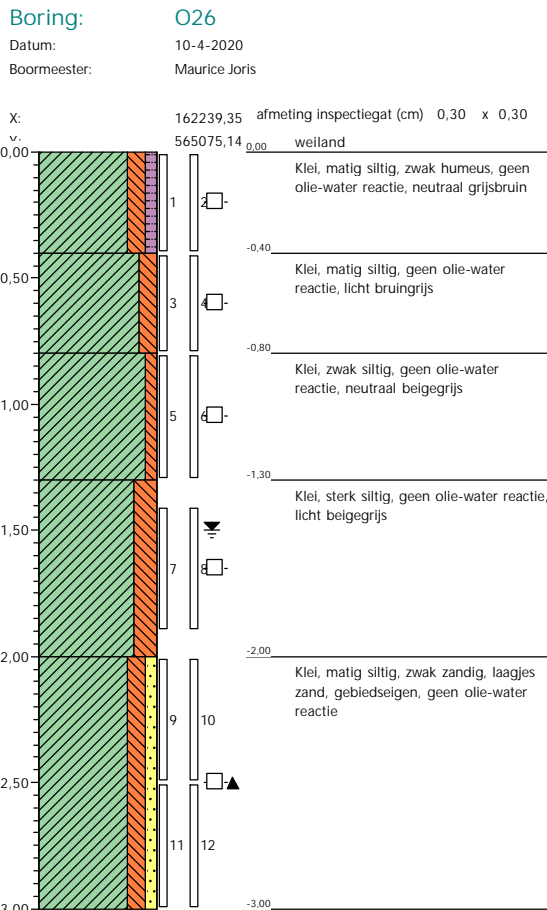 Boring: O26
Datum: 10-4-2020
Boormeester: Maurice Joris
X: 162239,35 afmeting inspectiegat (cm) 0,30 x 0,30
565075,14 0,00 weiland
0,00
Klei, matig siltig, zwak humeus, geen
olie-water reactie, neutraal grijsbruin
1 2
-0,40
0,50
Klei, matig siltig, geen olie-water
reactie, licht bruingrijs
3 4
-0,80
Klei, zwak siltig, geen olie-water
reactie, neutraal beigegrijs
1,00
5 6
-1,30
Klei, sterk siltig, geen olie-water reactie,
licht beigegrijs
1,50
7 8
2,00
-2,00
Klei, matig siltig, zwak zandig, laagjes
zand, gebiedseigen, geen olie-water
reactie
9 10
2,50
11 12
3,00
-3,00